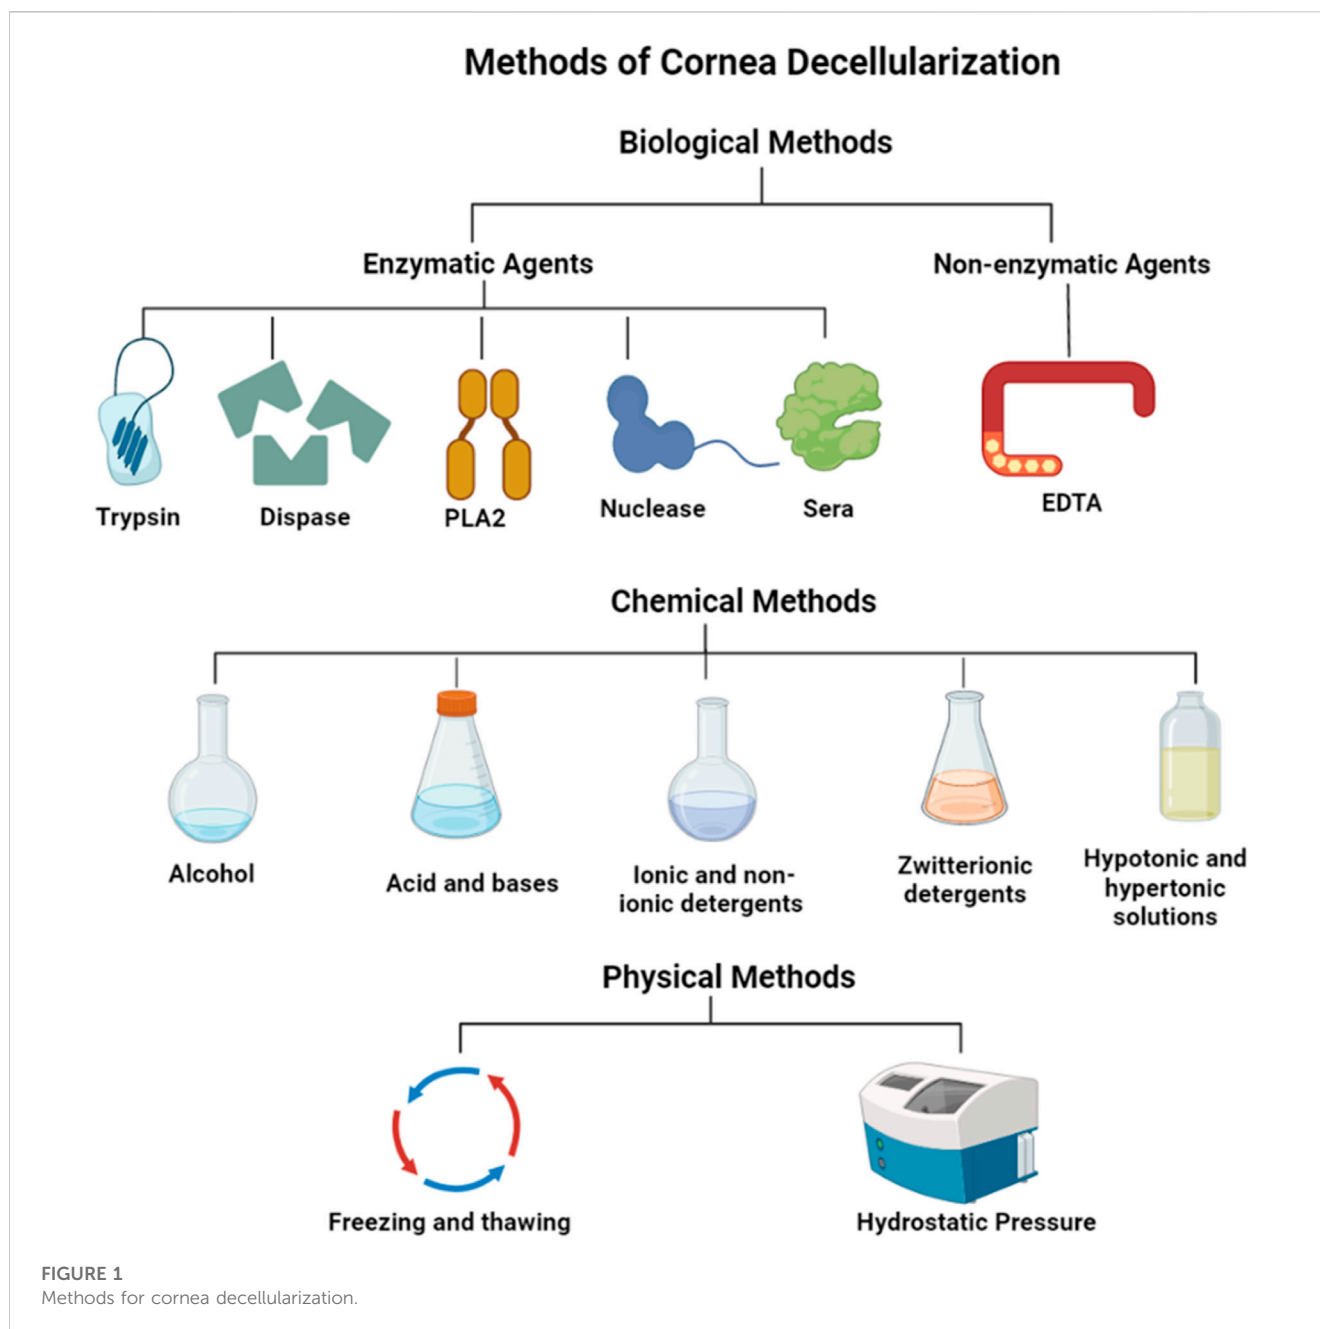 Methods of Cornea Decellularization
Biological Methods
Enzymatic Agents
Non-enzymatic Agents
Trypsin
Dispase
PLA2
Nuclease
Sera
EDTA
Chemical Methods
Alcohol
Acid and bases
Ionic and non-
ionic detergents
Zwitterionic
detergents
Hypotonic and
hypertonic
solutions
Physical Methods
Freezing and thawing
Hydrostatic Pressure
FIGURE 1
Methods for cornea decellularization.